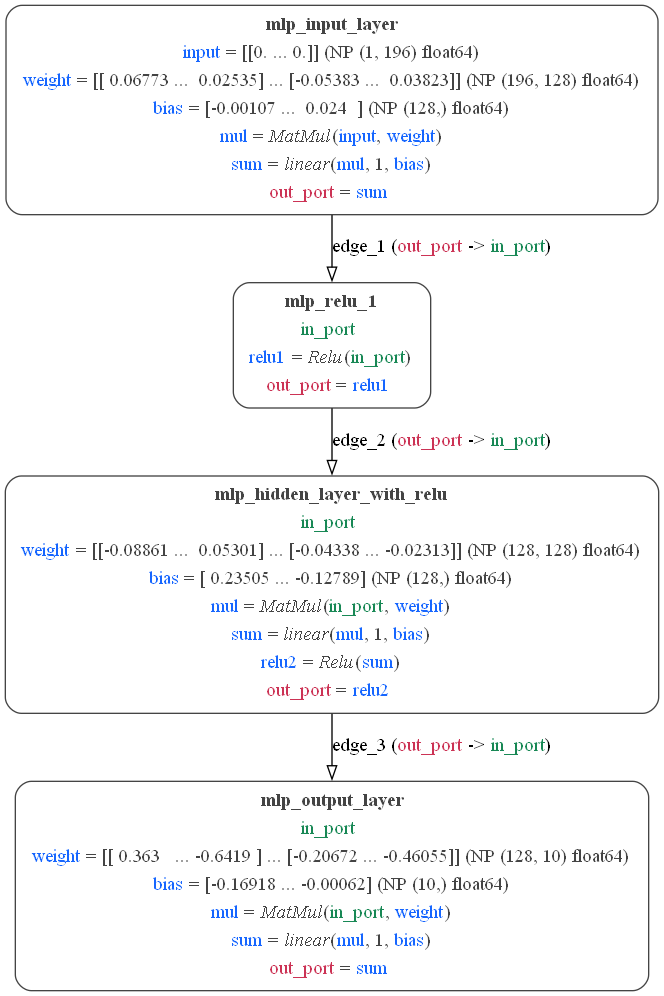 mlp_input_layer
input = [[0. ... 0.]] (NP (1, 196) float64)
weight = [[ 0.06773 ...  0.02535] ... [-0.05383 ...  0.03823]] (NP (196, 128) float64)
bias = [-0.00107 ...  0.024  ] (NP (128,) float64)
mul = MatMul(input, weight)
sum = linear(mul, 1, bias)
out_port = sum
edge_1 (out_port -> in_port)
mlp_relu_1
in_port
relu1 = Relu(in_port)
out_port = relu1
edge_2 (out_port -> in_port)
mlp_hidden_layer_with_relu
in_port
weight = [[-0.08861 ...  0.05301] ... [-0.04338 ... -0.02313]] (NP (128, 128) float64)
bias = [ 0.23505 ... -0.12789] (NP (128,) float64)
mul = MatMul(in_port, weight)
sum = linear(mul, 1, bias)
relu2 = Relu(sum)
out_port = relu2
edge_3 (out_port -> in_port)
mlp_output_layer
in_port
weight = [[ 0.363   ... -0.6419 ] ... [-0.20672 ... -0.46055]] (NP (128, 10) float64)
bias = [-0.16918 ... -0.00062] (NP (10,) float64)
mul = MatMul(in_port, weight)
sum = linear(mul, 1, bias)
out_port = sum